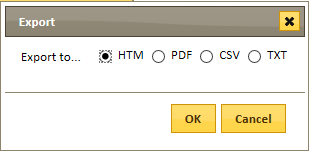 Export
Export to... HTM PDF CSV TXT
OK Cancel